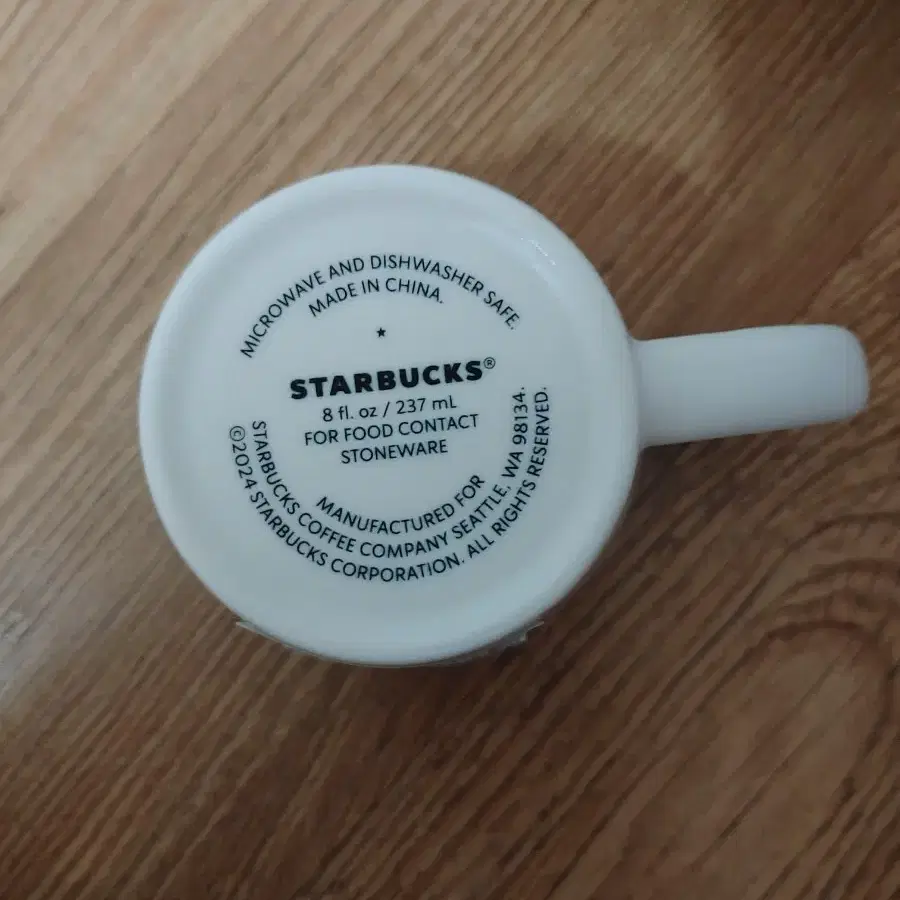 MICROWAVE AND DISHWASHER SAFE.
MADE IN CHINA.
STARBUCKS®
8 fl. oz / 237 mL
FOR FOOD CONTACT
STONEWARE
MANUFACTURED FOR
STARBUCKS COFFEE COMPANY SEATTLE, WA 98134.
©2024 STARBUCKS CORPORATION. ALL RIGHTS RESERVED.